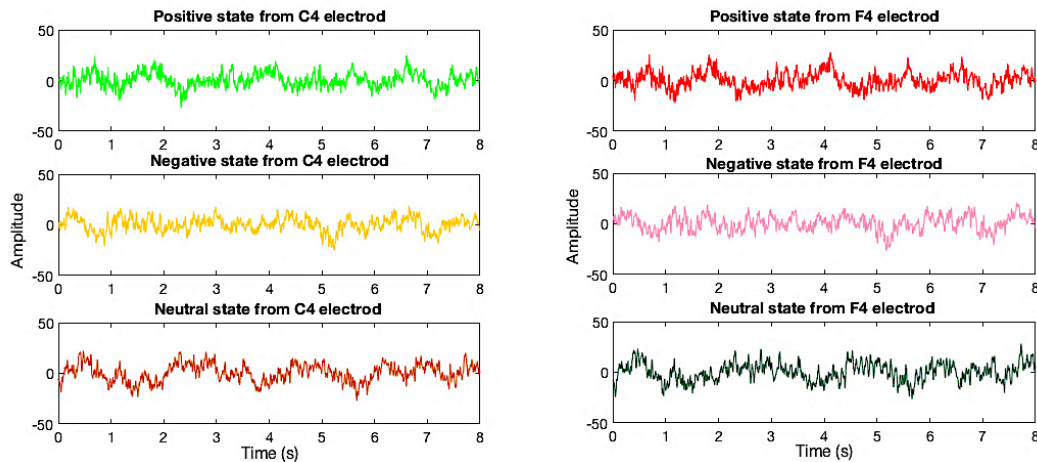 Positive state from C4 electrod
50
0
-50
0 1 2 3 4 5 6 7 8
Negative state from C4 electrod
50
0
-50
Amplitude
0 1 2 3 4 5 6 7 8
Neutral state from C4 electrod
50
0
-50
0 1 2 3 4 5 6 7 8
Time (s)
Positive state from F4 electrod
50
0
-50
0 1 2 3 4 5 6 7 8
Negative state from F4 electrod
50
0
-50
Amplitude
0 1 2 3 4 5 6 7 8
Neutral state from F4 electrod
50
0
-50
0 1 2 3 4 5 6 7 8
Time (s)